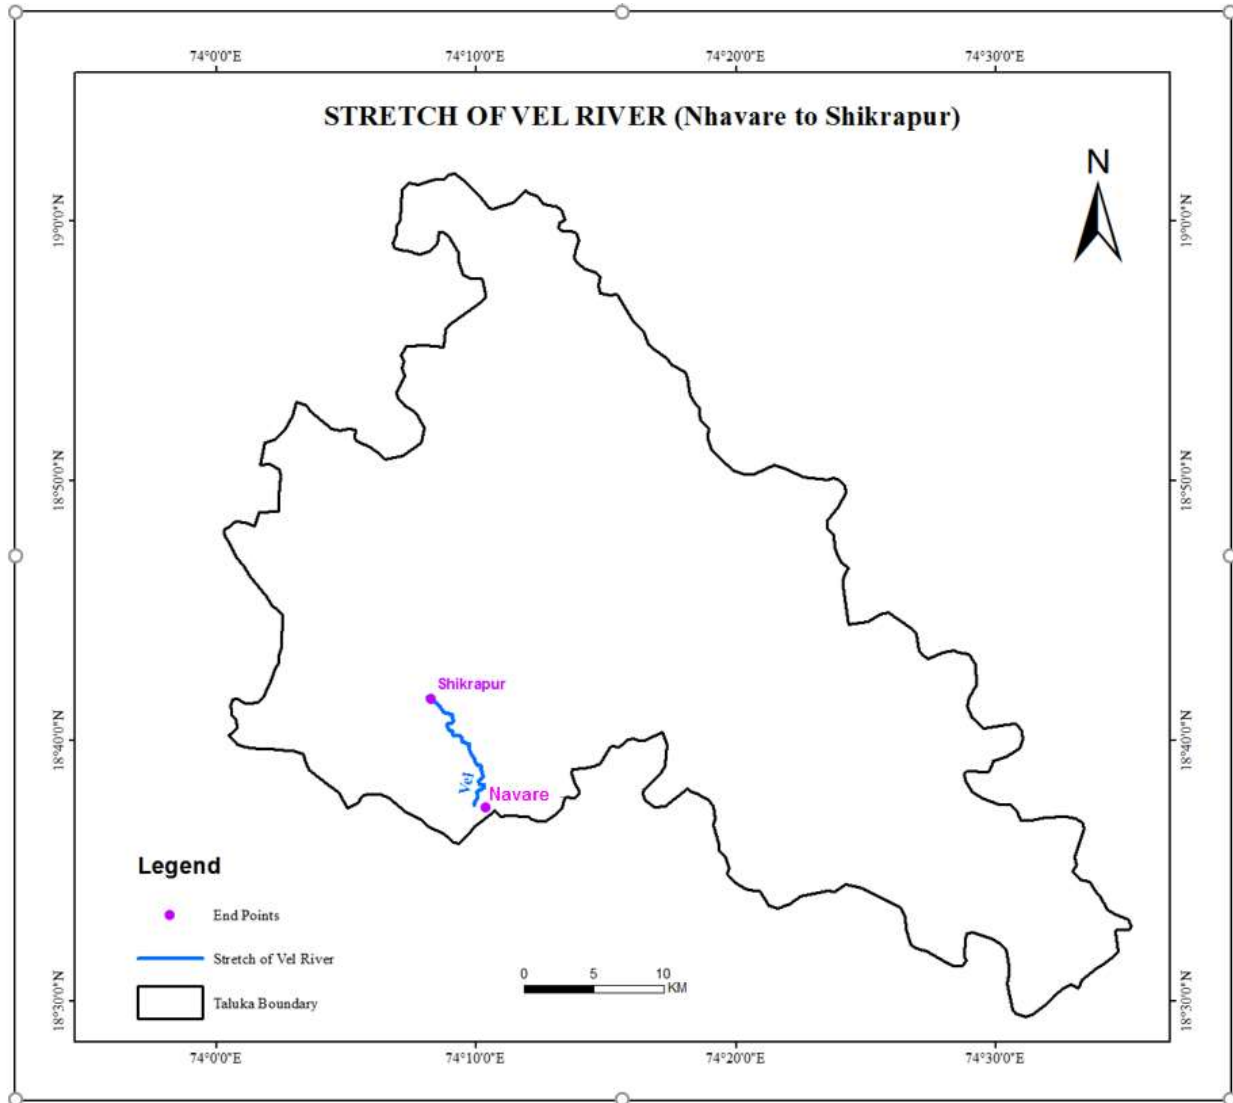 74°0'0"E 74°10'0"E 74°20'0"E 74°30'0"E
STRETCH OF VEL RIVER (Nhavare to Shikrapur)
N
19°0'0"N 19°0'0"N
18°50'0"N 18°50'0"N
Shikrapur
18°40'0"N 18°40'0"N
Vel
Navare
Legend
End Points
Stretch of Vel River
Taluka Boundary
0 5 10
KM
18°30'0"N 18°30'0"N
74°0'0"E 74°10'0"E 74°20'0"E 74°30'0"E